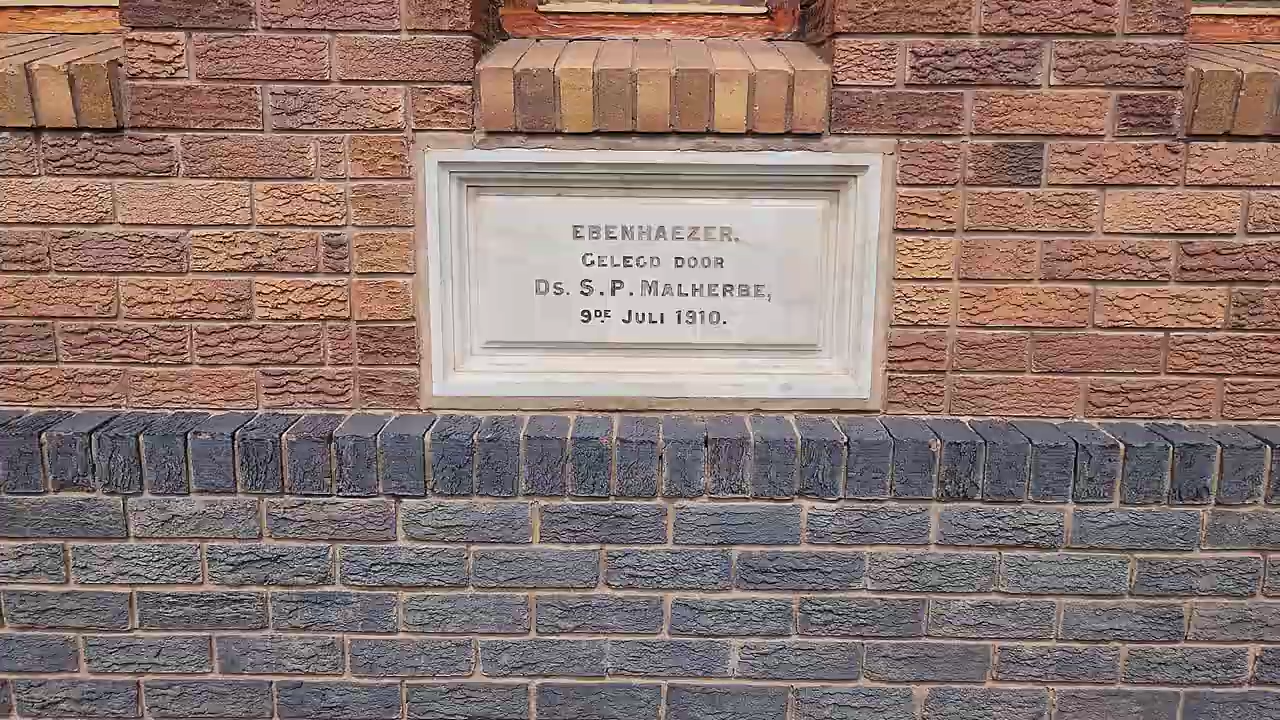 EBENHAEZER.
GELEGD DOOR
DS. S. P. MALHERBE,
9DE JULI 1910.